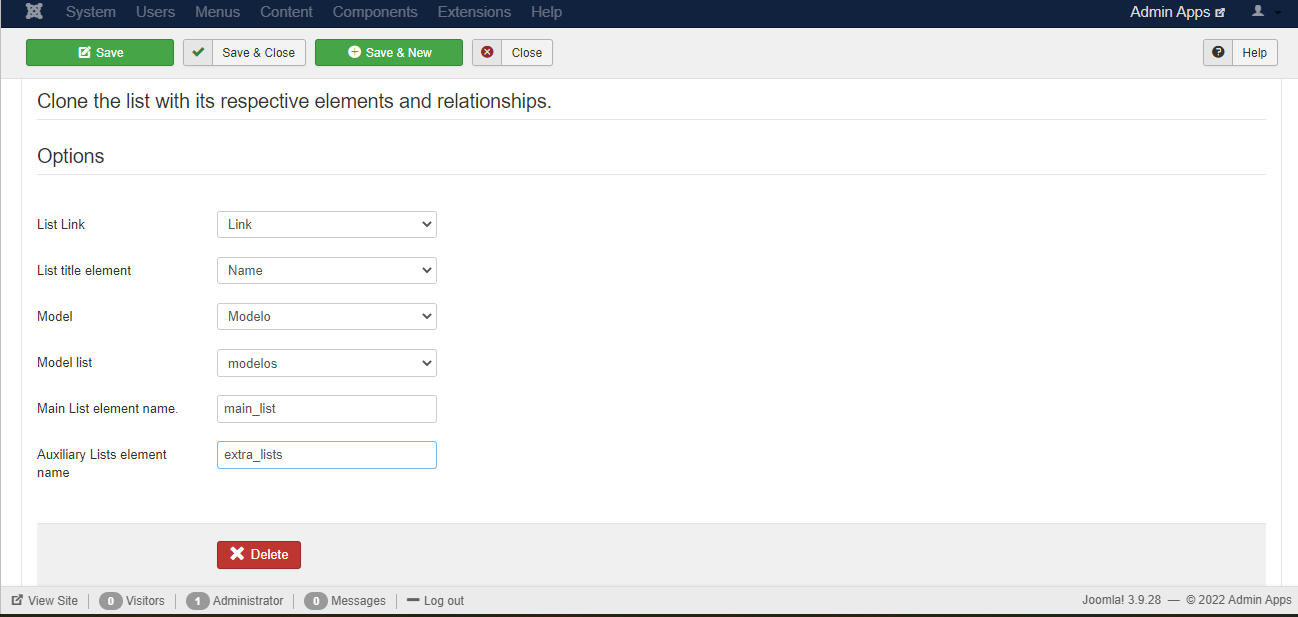 System Users Menus Content Components Extensions Help Admin Apps
Save Save & Close Save & New Close Help
Clone the list with its respective elements and relationships.
Options
List Link Link
List title element Name
Model Modelo
Model list modelos
Main List element name. main_list
Auxiliary Lists element name extra_lists
Delete
View Site 0 Visitors 1 Administrator 0 Messages Log out Joomla! 3.9.28 — © 2022 Admin Apps